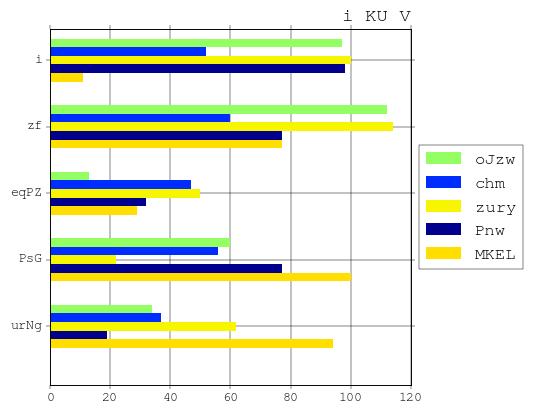 i KU V
i
zf
eqPZ
PsG
urNg
0 20 40 60 80 100 120
oJzw
chm
zury
Pnw
MKEL